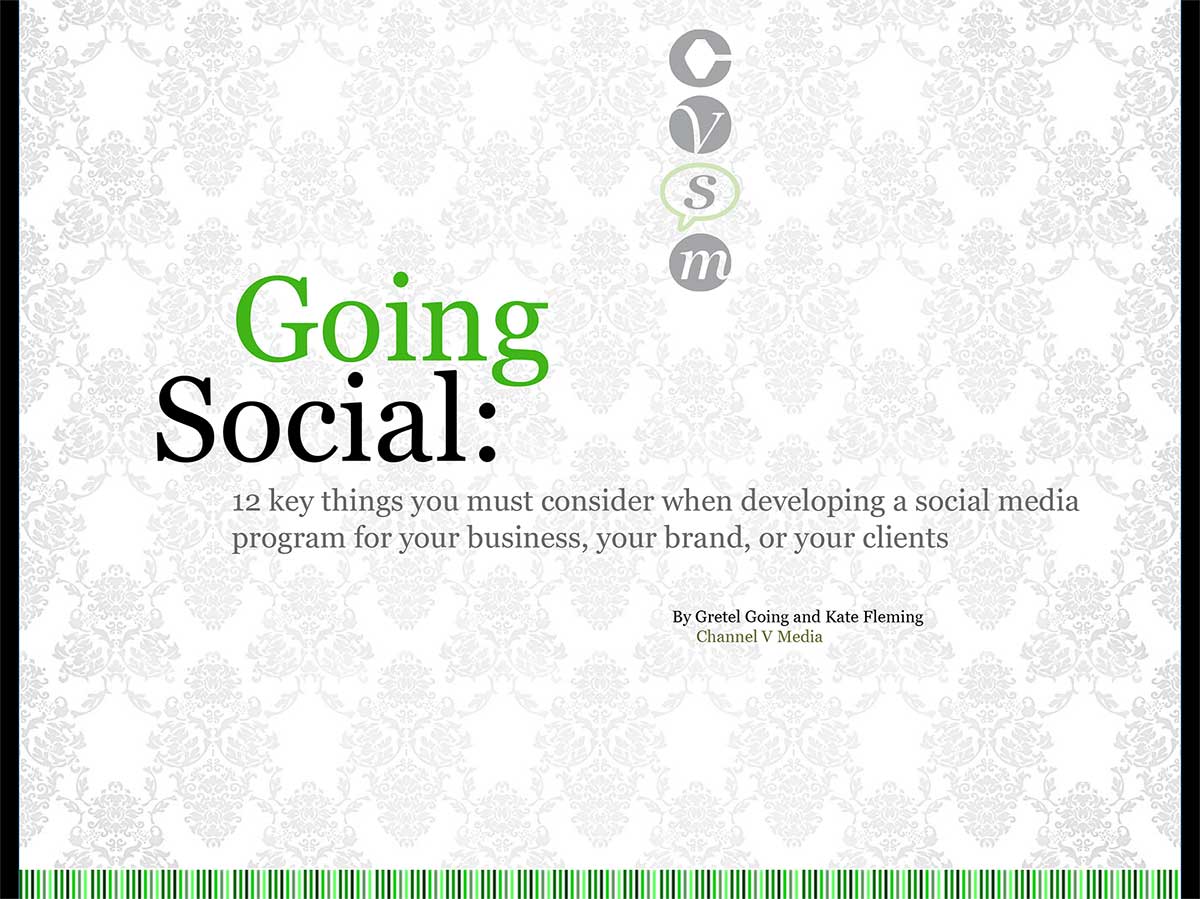 C
V
s
m
Going
Social:
12 key things you must consider when developing a social media
program for your business, your brand, or your clients
By Gretel Going and Kate Fleming
Channel V Media